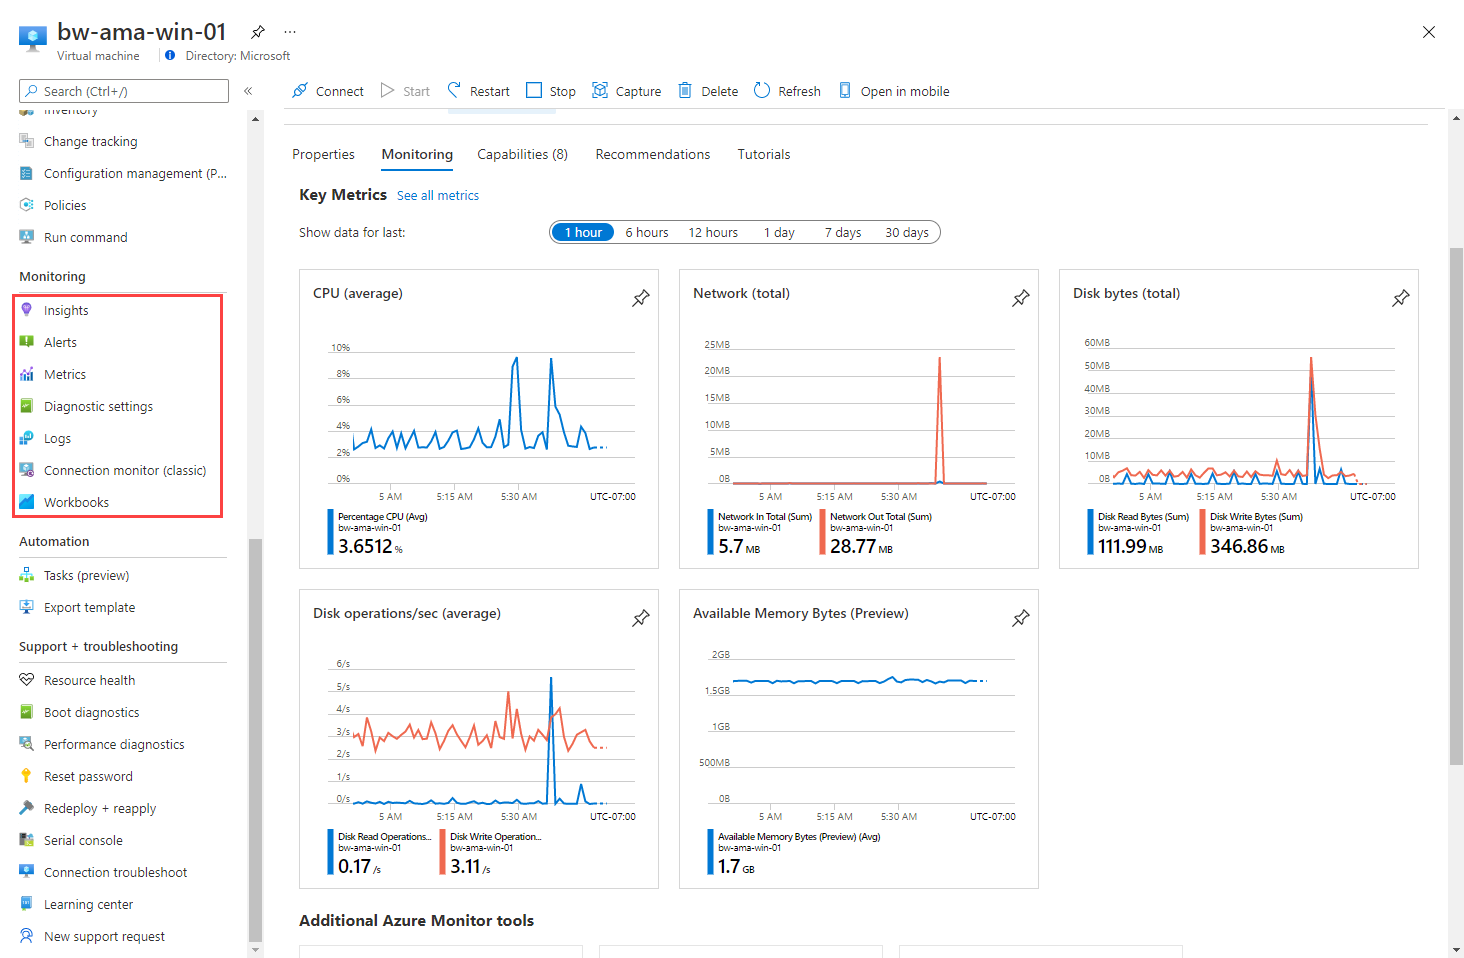 bw-ama-win-01
Virtual machine
Directory: Microsoft
Search (Ctrl+/)
«
Connect
Start
Restart
Stop
Capture
Delete
Refresh
Open in mobile
Inventory
Change tracking
Configuration management (P...
Policies
Run command
Monitoring
Insights
Alerts
Metrics
Diagnostic settings
Logs
Connection monitor (classic)
Workbooks
Automation
Tasks (preview)
Export template
Support + troubleshooting
Resource health
Boot diagnostics
Performance diagnostics
Reset password
Redeploy + reapply
Serial console
Connection troubleshoot
Learning center
New support request
Properties
Monitoring
Capabilities (8)
Recommendations
Tutorials
Key Metrics
See all metrics
Show data for last:
1 hour
6 hours
12 hours
1 day
7 days
30 days
CPU (average)
10%
8%
6%
4%
2%
0%
5 AM
5:15 AM
5:30 AM
UTC-07:00
Percentage CPU (Avg)
bw-ama-win-01
3.6512 %
Network (total)
25MB
20MB
15MB
10MB
5MB
0B
5 AM
5:15 AM
5:30 AM
UTC-07:00
Network In Total (Sum)
bw-ama-win-01
5.7 MB
Network Out Total (Sum)
bw-ama-win-01
28.77 MB
Disk bytes (total)
60MB
50MB
40MB
30MB
20MB
10MB
0B
5 AM
5:15 AM
5:30 AM
UTC-07:00
Disk Read Bytes (Sum)
bw-ama-win-01
111.99 MB
Disk Write Bytes (Sum)
bw-ama-win-01
346.86 MB
Disk operations/sec (average)
6/s
5/s
4/s
3/s
2/s
1/s
0/s
5 AM
5:15 AM
5:30 AM
UTC-07:00
Disk Read Operations...
bw-ama-win-01
0.17 /s
Disk Write Operation...
bw-ama-win-01
3.11 /s
Available Memory Bytes (Preview)
2GB
1.5GB
1GB
500MB
0B
5 AM
5:15 AM
5:30 AM
UTC-07:00
Available Memory Bytes (Preview) (Avg)
bw-ama-win-01
1.7 GB
Additional Azure Monitor tools